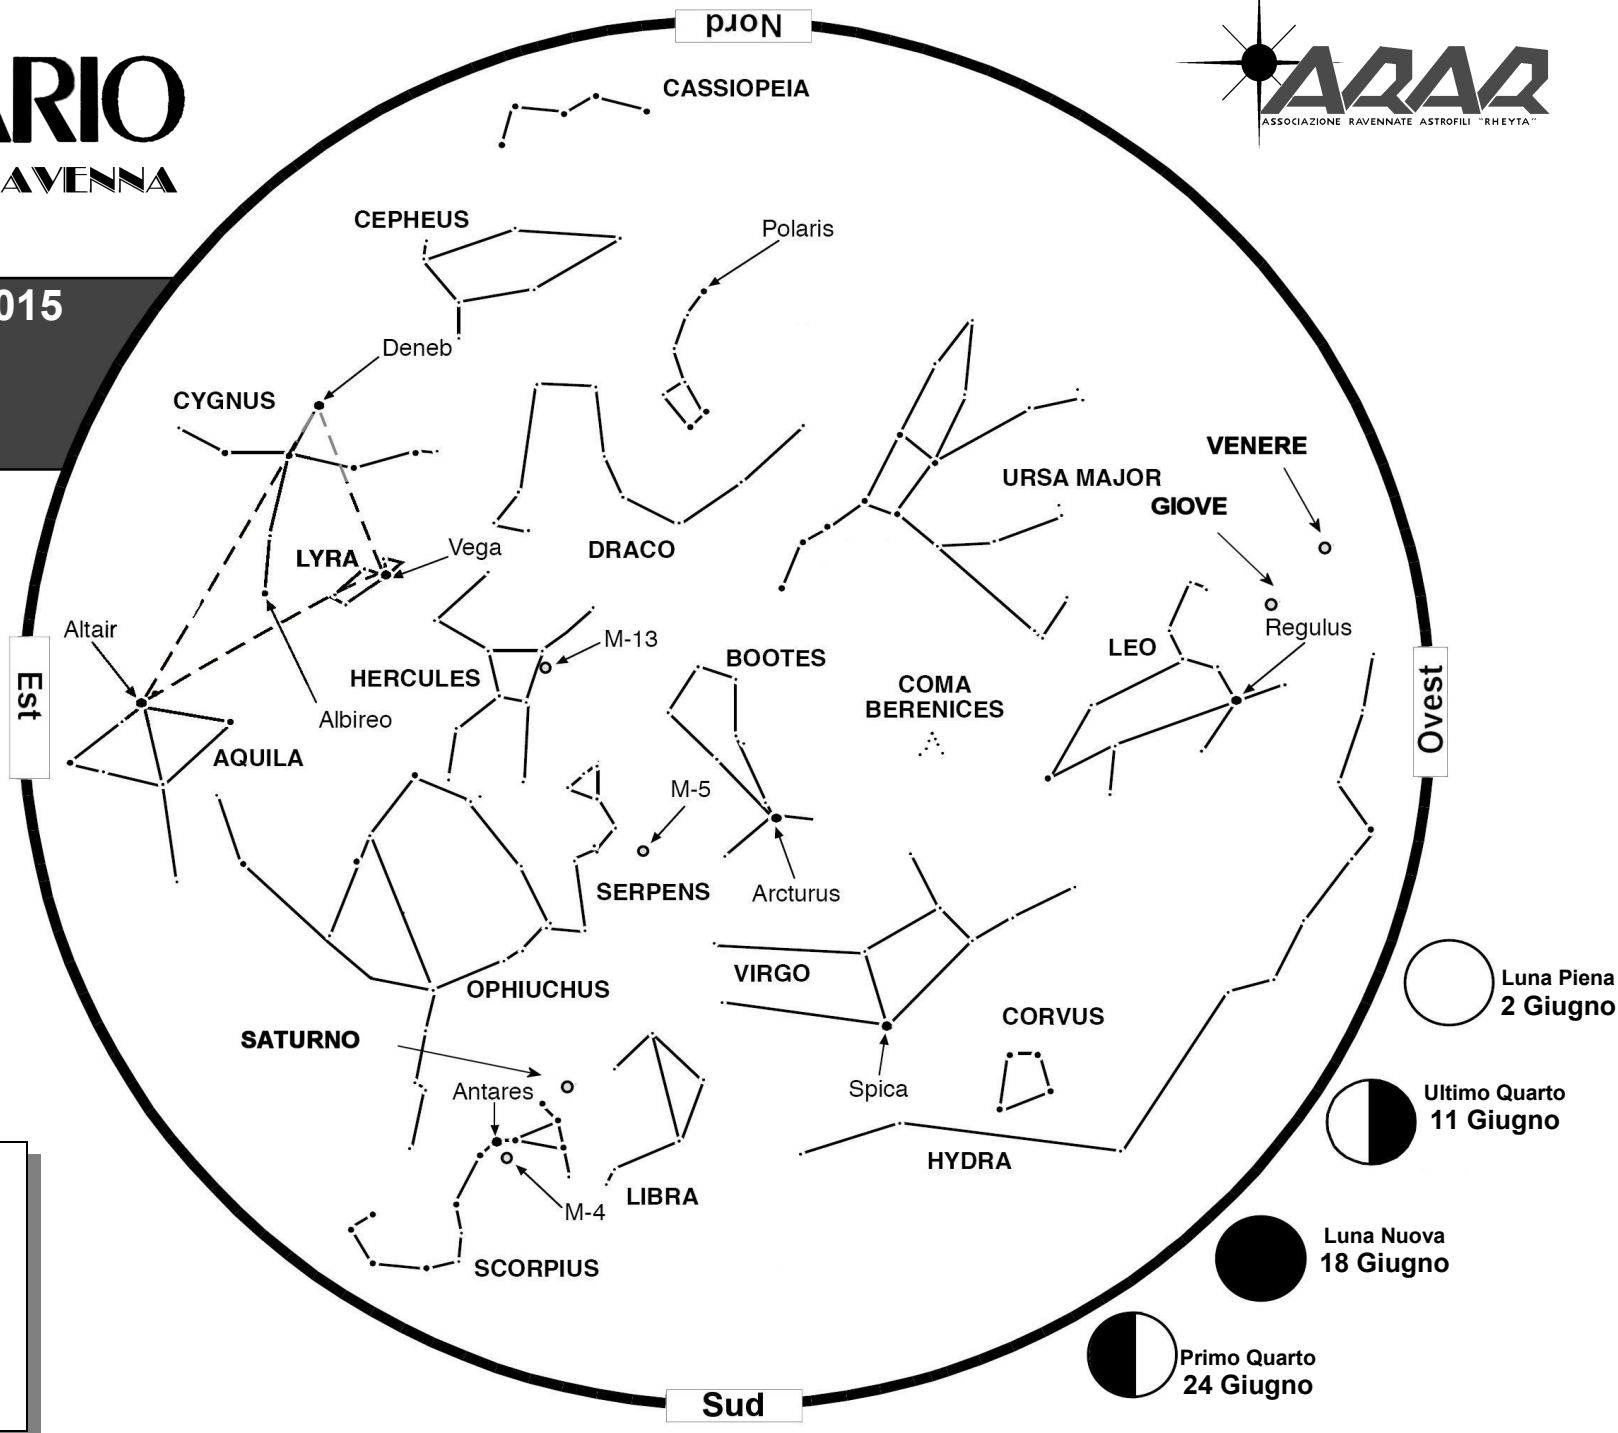 Nord
ARIO
AVENNA
015
ARAR
ASSOCIAZIONE RAVENNATE ASTROFILI "RHEYTA"
CASSIOPEIA
CEPHEUS
Polaris
Deneb
CYGNUS
VENERE
URSA MAJOR
GIOVE
LYRA
Vega
DRACO
Altair
M-13
Regulus
LEO
BOOTES
HERCULES
COMA
BERENICES
Est
Ovest
Albireo
AQUILA
M-5
SERPENS
Arcturus
VIRGO
OPHIUCHUS
CORVUS
SATURNO
Antares
Spica
HYDRA
LIBRA
M-4
SCORPIUS
Luna Piena
2 Giugno
Ultimo Quarto
11 Giugno
Luna Nuova
18 Giugno
Primo Quarto
24 Giugno
Sud